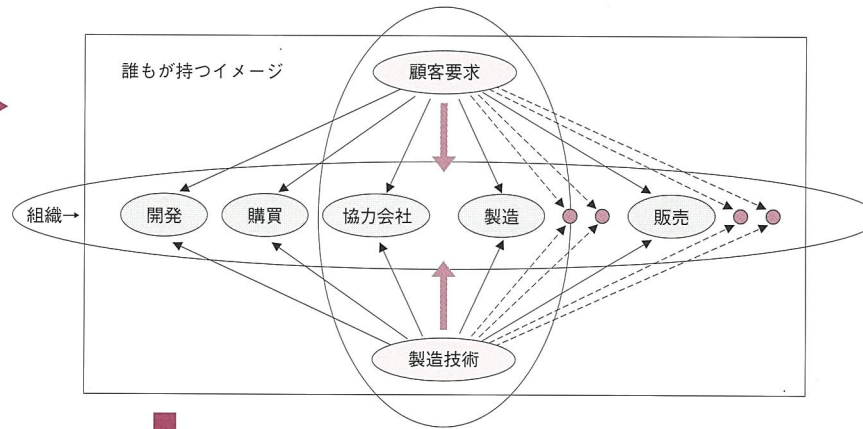 誰もが持つイメージ
顧客要求
組織→
開発
購買
協力会社
製造
販売
製造技術